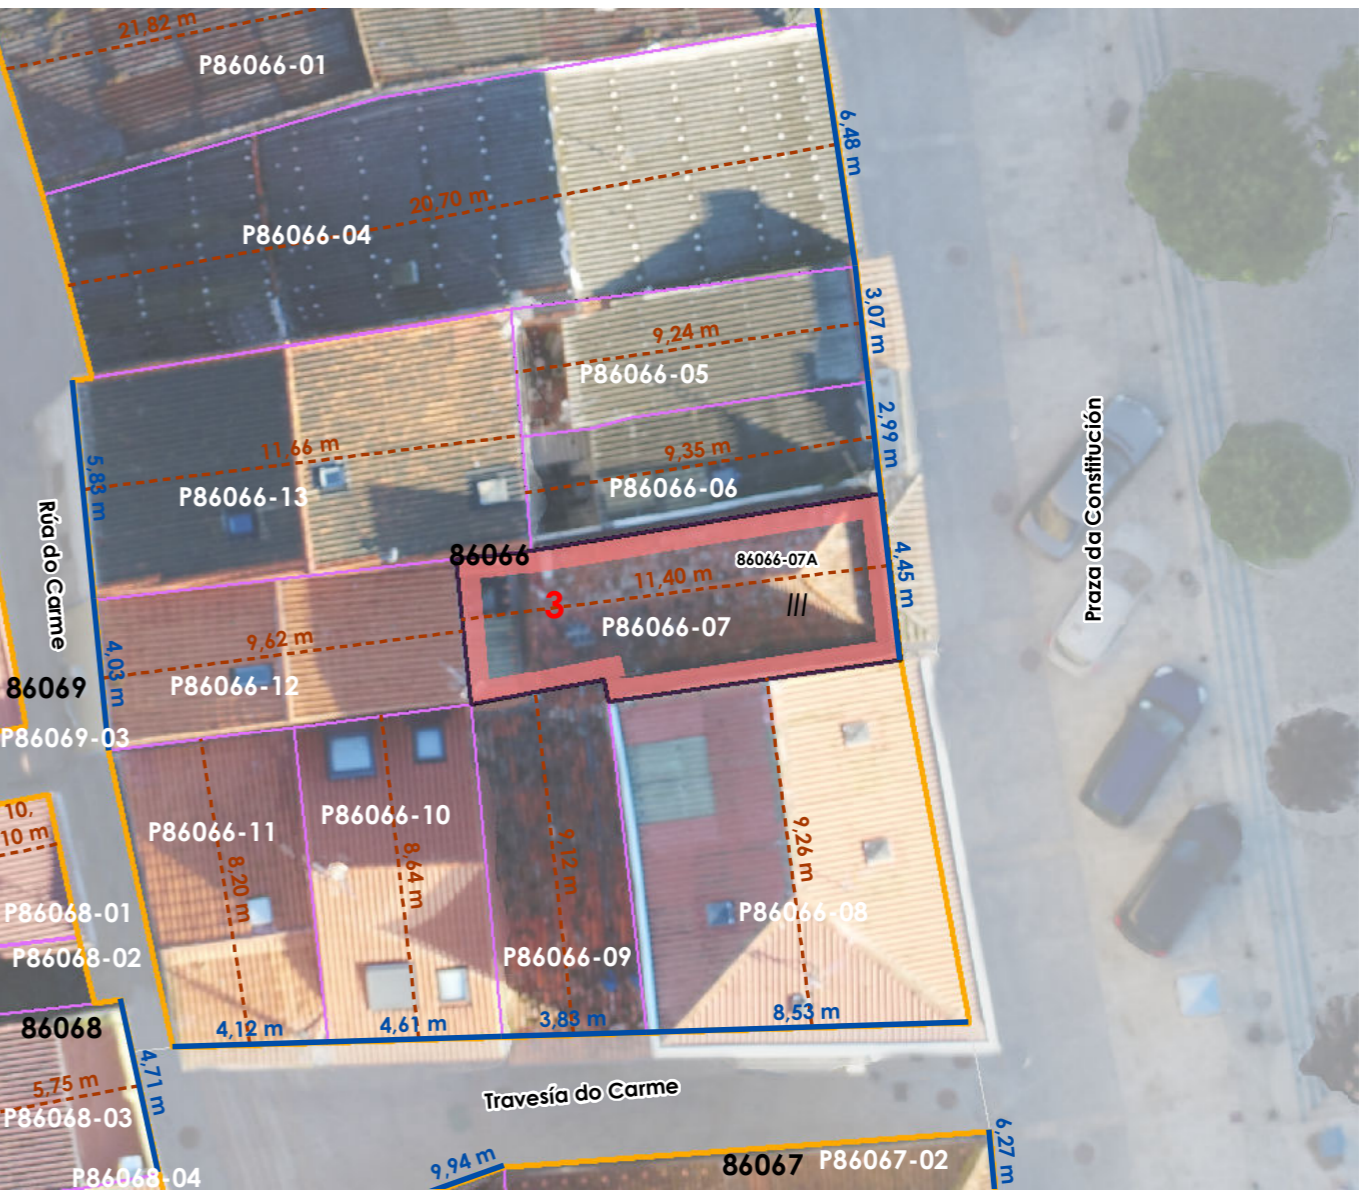 21,82 m
P86066-01
6,48 m
20,70 m
P86066-04
3,07 m
9,24 m
P86066-05
2,99 m
11,66 m
9,35 m
5,83 m
P86066-13
P86066-06
Praza da Constitución
Rúa do Carme
86066
86066-07A
4,45 m
11,40 m
3
III
P86066-07
9,62 m
4,03 m
P86066-12
86069
P86069-03
10,
10 m
P86066-10
P86066-11
8,20 m
8,64 m
9,12 m
9,26 m
P86068-01
P86066-08
P86068-02
P86066-09
86068
4,12 m
4,61 m
3,83 m
8,53 m
4,71 m
5,75 m
Travesía do Carme
P86068-03
6,27 m
9,94 m
86067
P86067-02
P86068-04